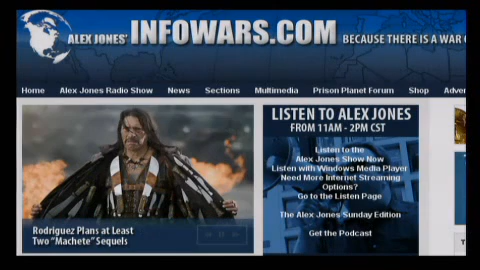 ALEX JONES' INFOWARS.COM BECAUSE THERE IS A WAR
Home Alex Jones Radio Show News Sections Multimedia Prison Planet Forum Shop Adver
LISTEN TO ALEX JONES
FROM 11AM - 2PM CST
Listen to the
Alex Jones Show Now
Listen with Windows Media Player
Need More Internet Streaming
Options?
Go to the Listen Page
The Alex Jones Sunday Edition
Get the Podcast
Rodriguez Plans at Least
Two "Machete" Sequels
T